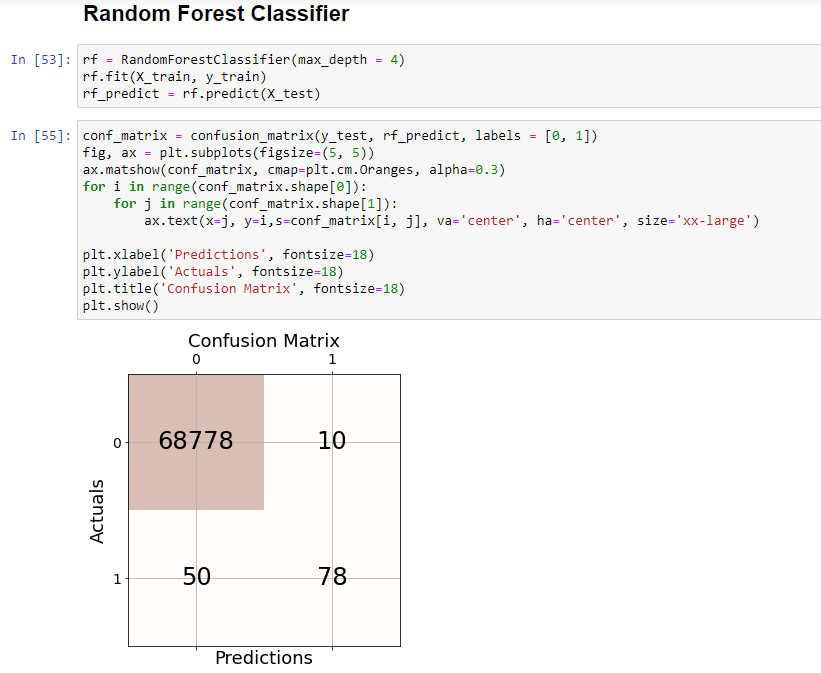 Random Forest Classifier
In [53]: rf = RandomForestClassifier(max_depth = 4)
rf.fit(X_train, y_train)
rf_predict = rf.predict(X_test)
In [55]: conf_matrix = confusion_matrix(y_test, rf_predict, labels = [0, 1])
fig, ax = plt.subplots(figsize=(5, 5))
ax.matshow(conf_matrix, cmap=plt.cm.Oranges, alpha=0.3)
for i in range(conf_matrix.shape[0]):
    for j in range(conf_matrix.shape[1]):
        ax.text(x=j, y=i,s=conf_matrix[i, j], va='center', ha='center', size='xx-large')
plt.xlabel('Predictions', fontsize=18)
plt.ylabel('Actuals', fontsize=18)
plt.title('Confusion Matrix', fontsize=18)
plt.show()
Confusion Matrix
0 1
0 68778 10
Actuals
1 50 78
Predictions